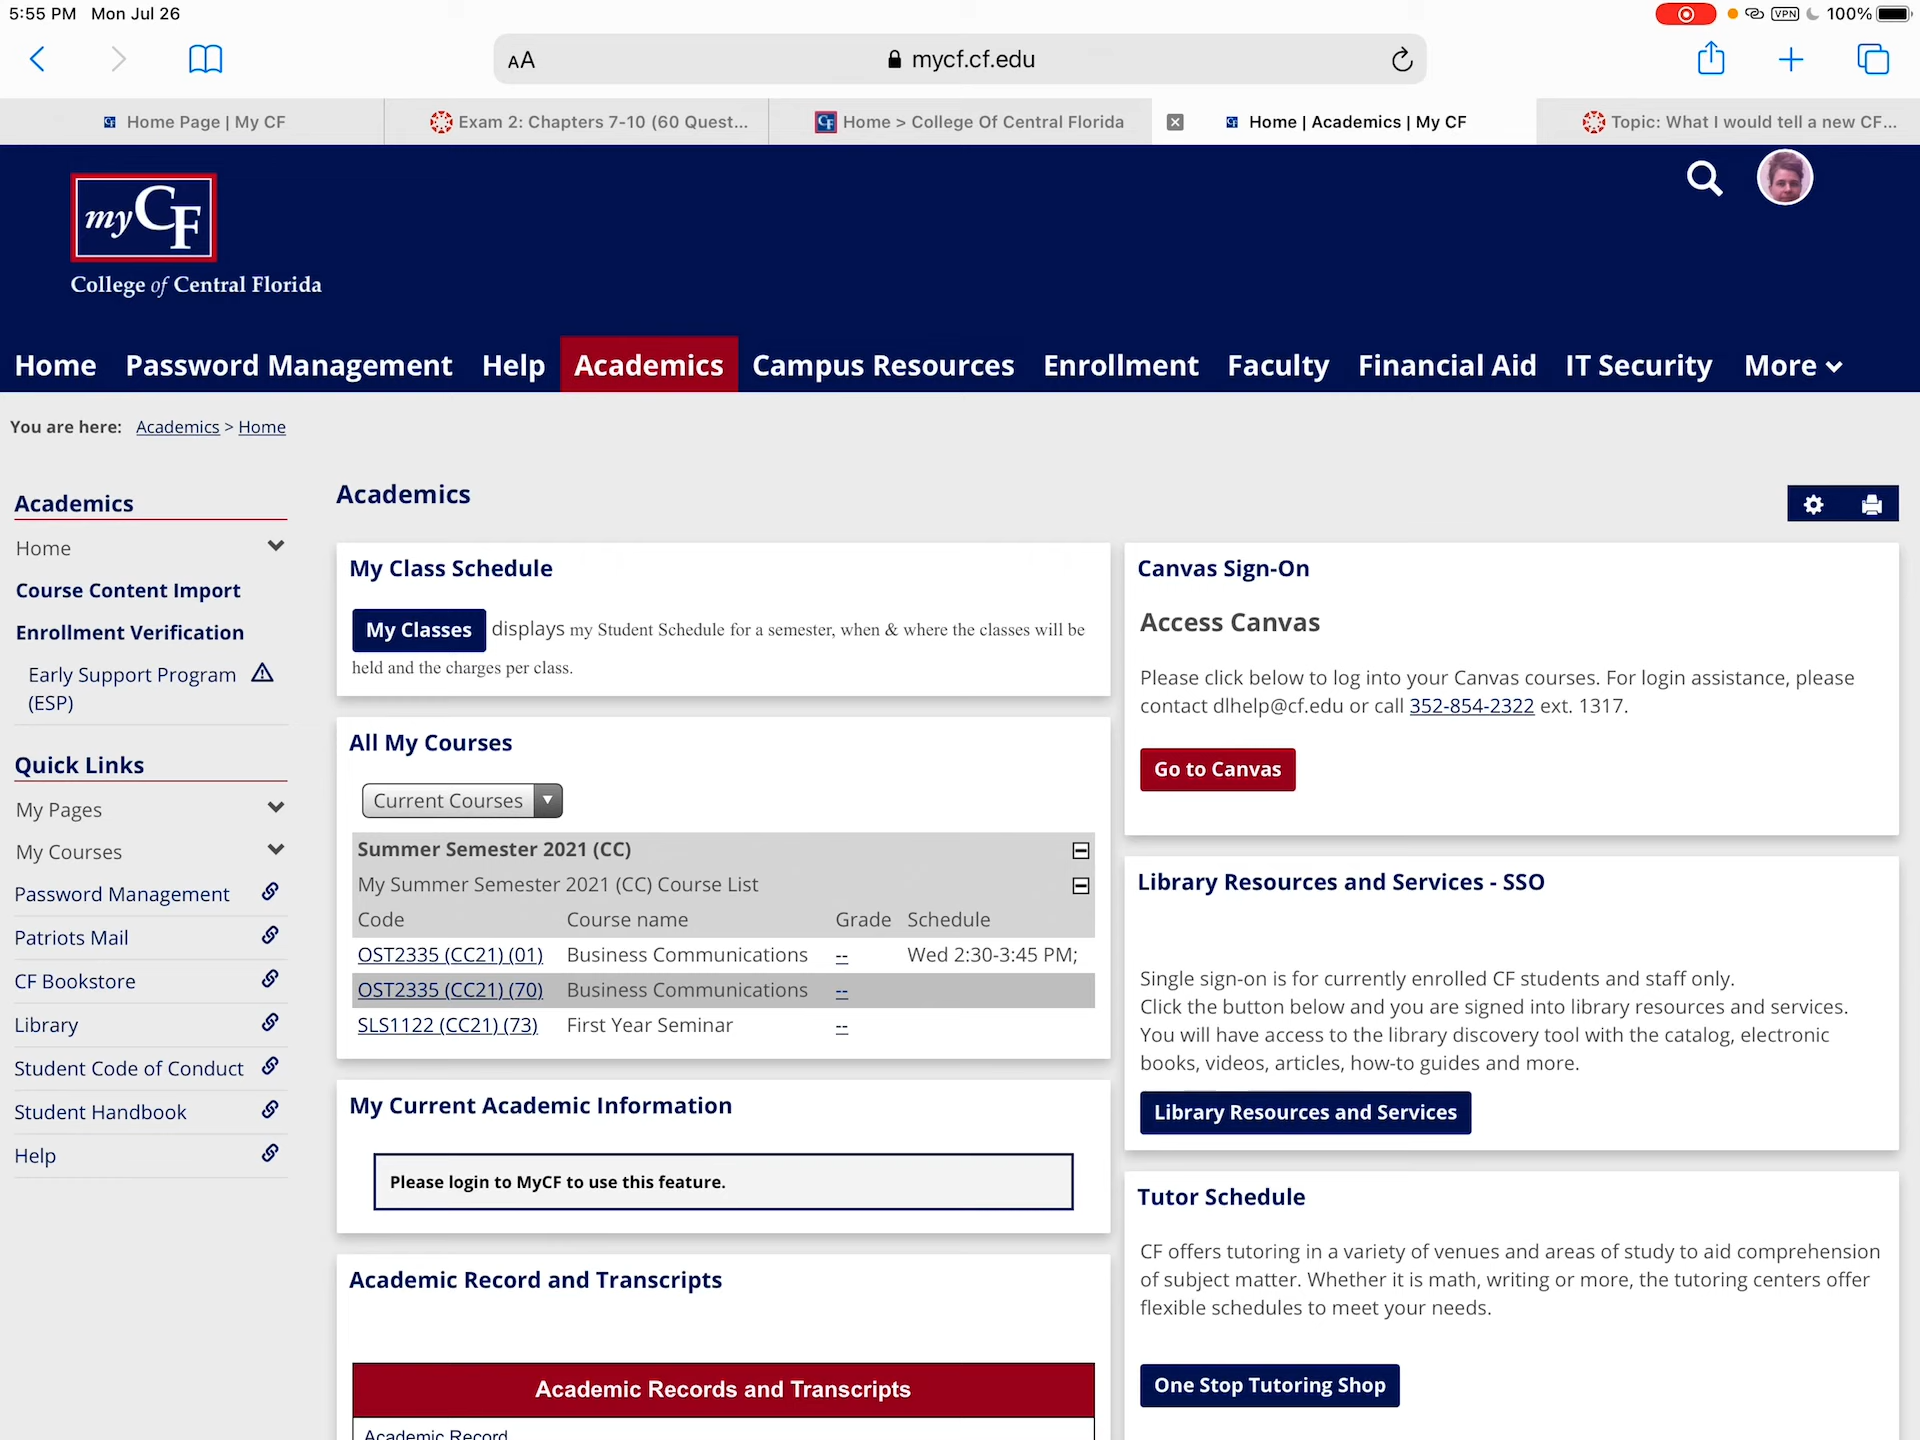 5:55 PM Mon Jul 26
VPN 100%
AA mycf.cf.edu
Home Page | My CF
Exam 2: Chapters 7-10 (60 Quest...
Home > College Of Central Florida
Home | Academics | My CF
Topic: What I would tell a new CF...
my CF
College of Central Florida
Home Password Management Help Academics Campus Resources Enrollment Faculty Financial Aid IT Security More
You are here: Academics > Home
Academics
Home
Course Content Import
Enrollment Verification
Early Support Program
(ESP)
Quick Links
My Pages
My Courses
Password Management
Patriots Mail
CF Bookstore
Library
Student Code of Conduct
Student Handbook
Help
Academics
My Class Schedule
My Classes displays my Student Schedule for a semester, when & where the classes will be
held and the charges per class.
All My Courses
Current Courses
Summer Semester 2021 (CC)
My Summer Semester 2021 (CC) Course List
Code Course name Grade Schedule
OST2335 (CC21) (01) Business Communications -- Wed 2:30-3:45 PM;
OST2335 (CC21) (70) Business Communications --
SLS1122 (CC21) (73) First Year Seminar --
My Current Academic Information
Please login to MyCF to use this feature.
Academic Record and Transcripts
Academic Records and Transcripts
Academic Record
Canvas Sign-On
Access Canvas
Please click below to log into your Canvas courses. For login assistance, please
contact dlhelp@cf.edu or call 352-854-2322 ext. 1317.
Go to Canvas
Library Resources and Services - SSO
Single sign-on is for currently enrolled CF students and staff only.
Click the button below and you are signed into library resources and services.
You will have access to the library discovery tool with the catalog, electronic
books, videos, articles, how-to guides and more.
Library Resources and Services
Tutor Schedule
CF offers tutoring in a variety of venues and areas of study to aid comprehension
of subject matter. Whether it is math, writing or more, the tutoring centers offer
flexible schedules to meet your needs.
One Stop Tutoring Shop